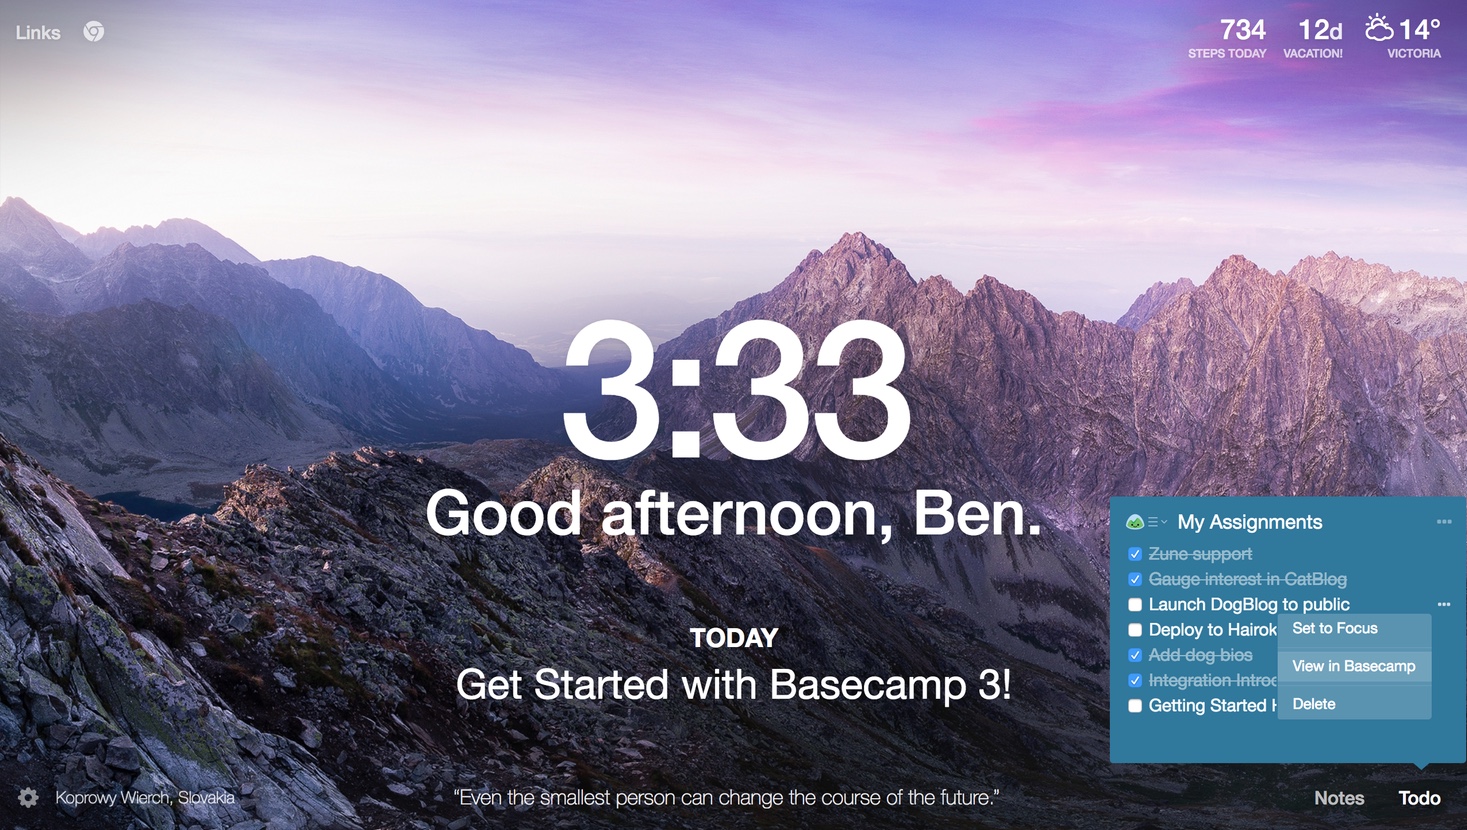 Links
734
STEPS TODAY
12d
VACATION!
14°
VICTORIA
3:33
Good afternoon, Ben.
TODAY
Get Started with Basecamp 3!
My Assignments
Zune support
Gauge interest in CatBlog
Launch DogBlog to public
Deploy to
Add dog bios
Integration
Getting Started
Set to Focus
View in Basecamp
Delete
Koprowy Wierch, Slovakia
“Even the smallest person can change the course of the future.”
Notes
Todo